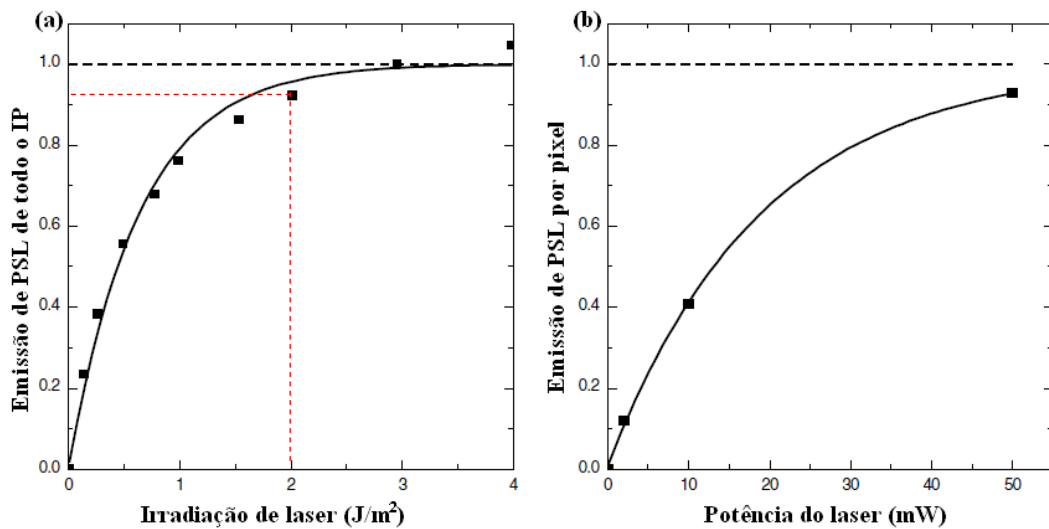 (a)
Emissão de PSL de todo o IP
1.0
0.8
0.6
0.4
0.2
0.0
0 1 2 3 4
Irradiação de laser (J/m²)
(b)
Emissão de PSL por pixel
1.0
0.8
0.6
0.4
0.2
0.0
0 10 20 30 40 50
Potência do laser (mW)